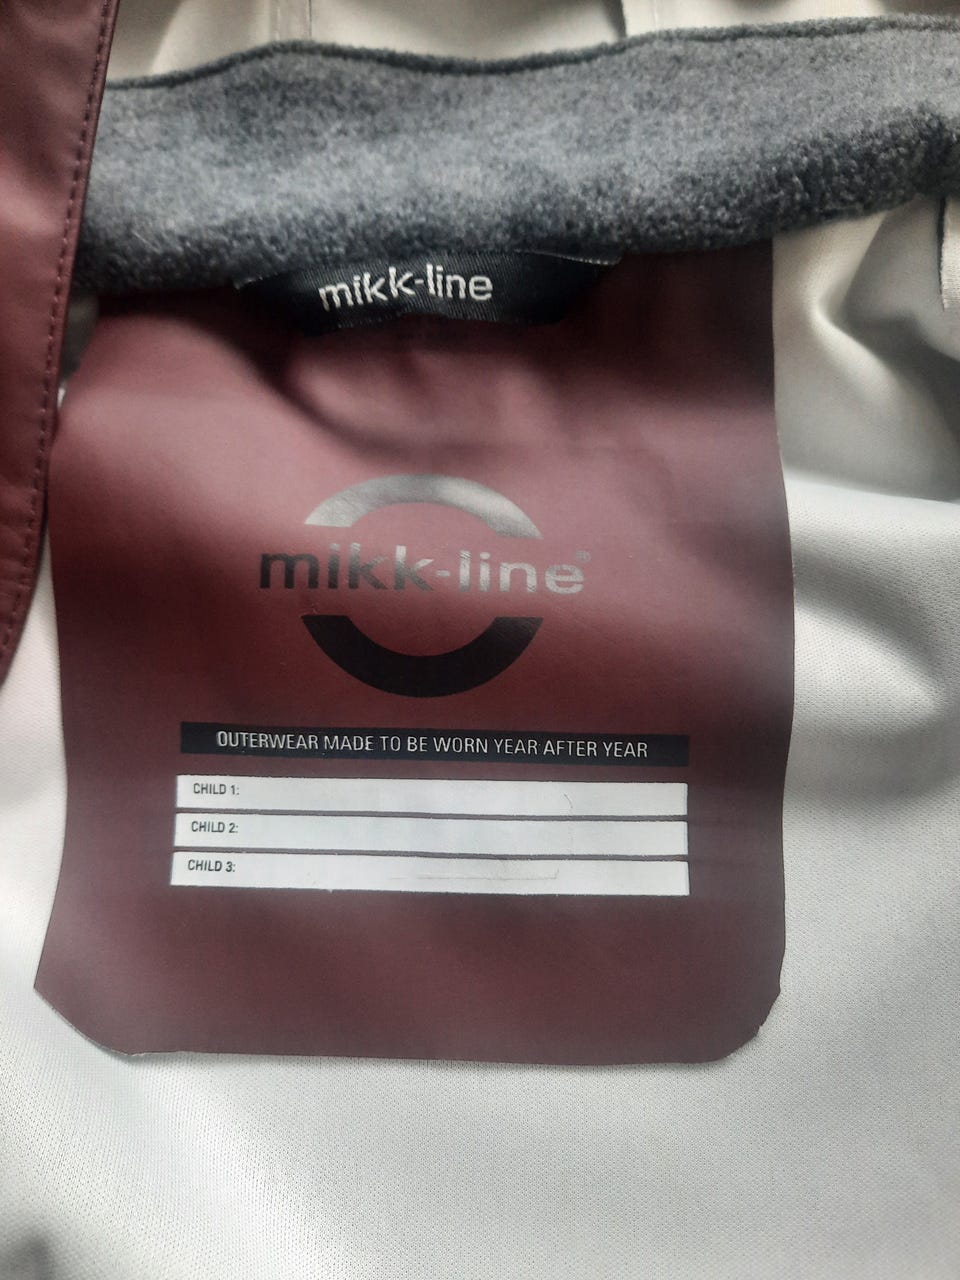 mikk-line
mikk-line®
OUTERWEAR MADE TO BE WORN YEAR AFTER YEAR
CHILD 1:
CHILD 2:
CHILD 3: